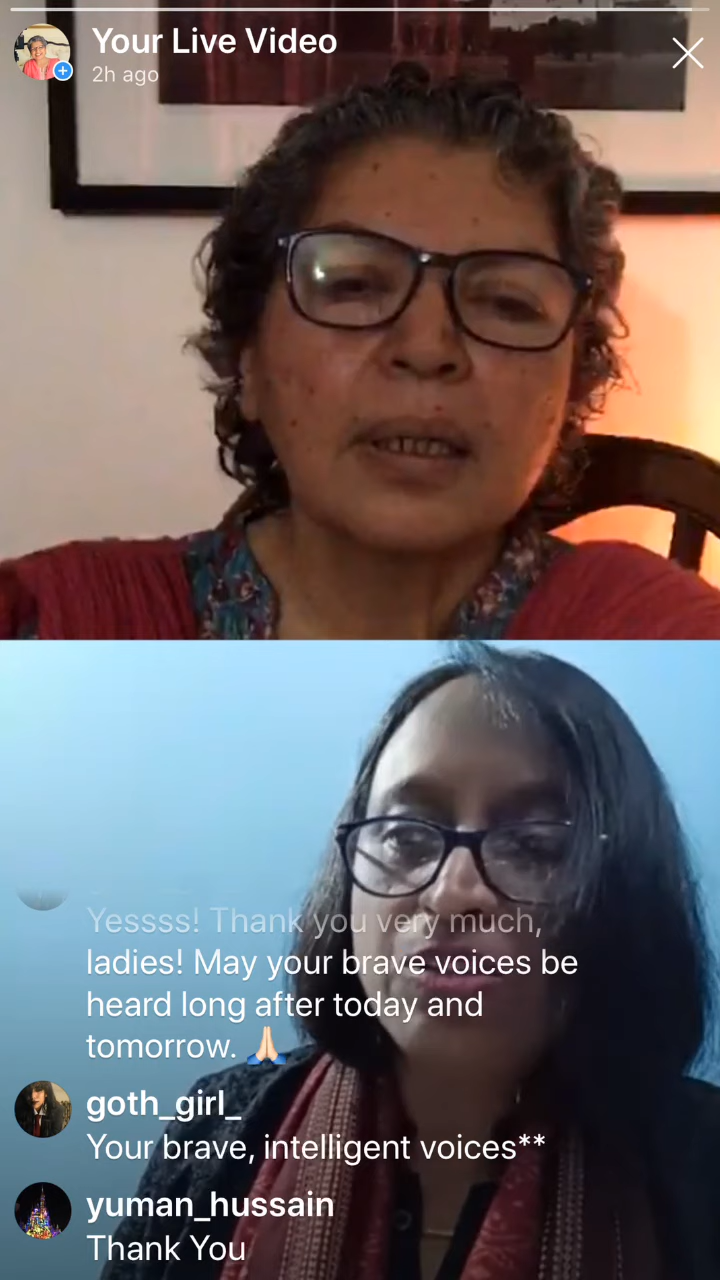 Your Live Video
2h ago
Yessss! Thank you very much,
ladies! May your brave voices be
heard long after today and
tomorrow. 🙏🏻
goth_girl_
Your brave, intelligent voices**
yuman_hussain
Thank You